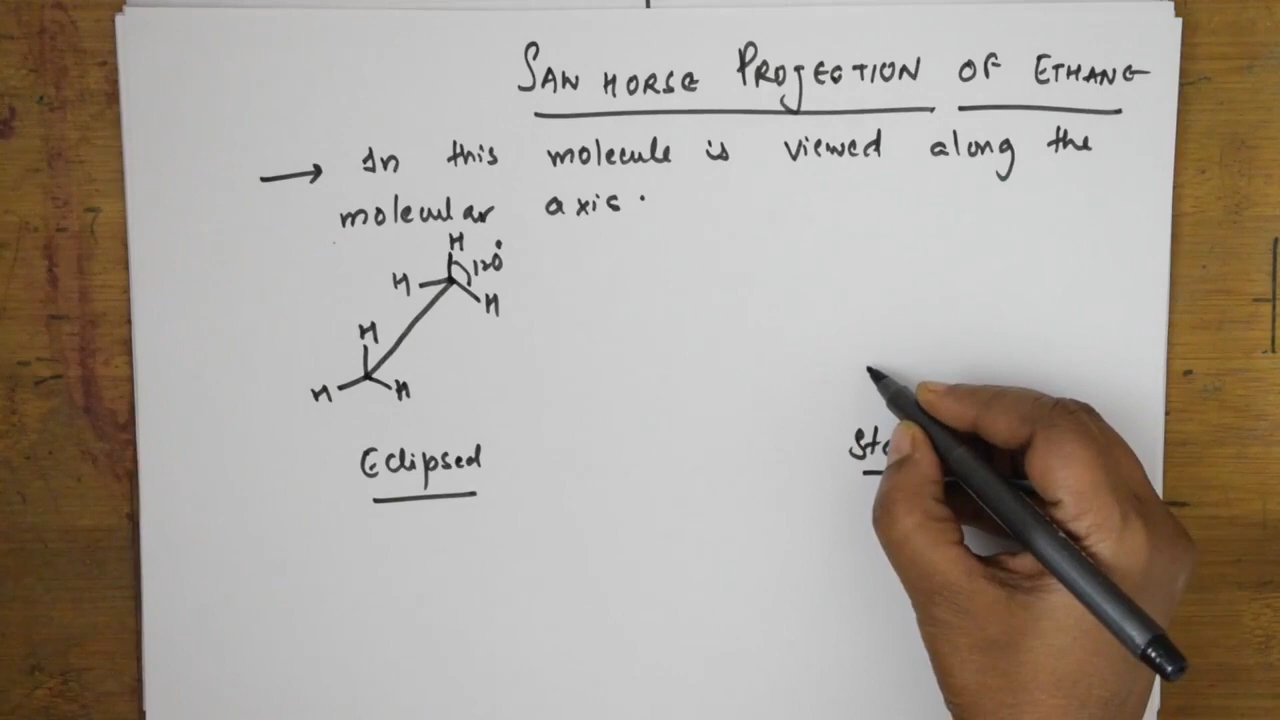 SAW HORSE PROJECTION OF ETHANE
→ In this molecule is viewed along the
molecular axis.
H
120°
H
H
H
H
H
Eclipsed